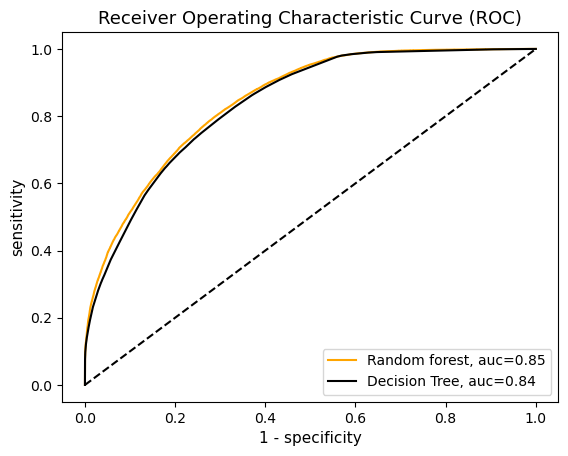 Receiver Operating Characteristic Curve (ROC)
1.0
0.8
0.6
0.4
0.2
0.0
sensitivity
Random forest, auc=0.85
Decision Tree, auc=0.84
0.0 0.2 0.4 0.6 0.8 1.0
1 - specificity